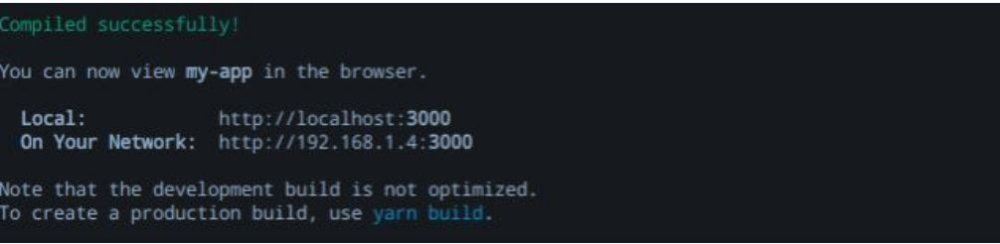 Compiled successfully!
You can now view my-app in the browser.
Local: http://localhost:3000
On Your Network: http://192.168.1.4:3000
Note that the development build is not optimized.
To create a production build, use yarn build.